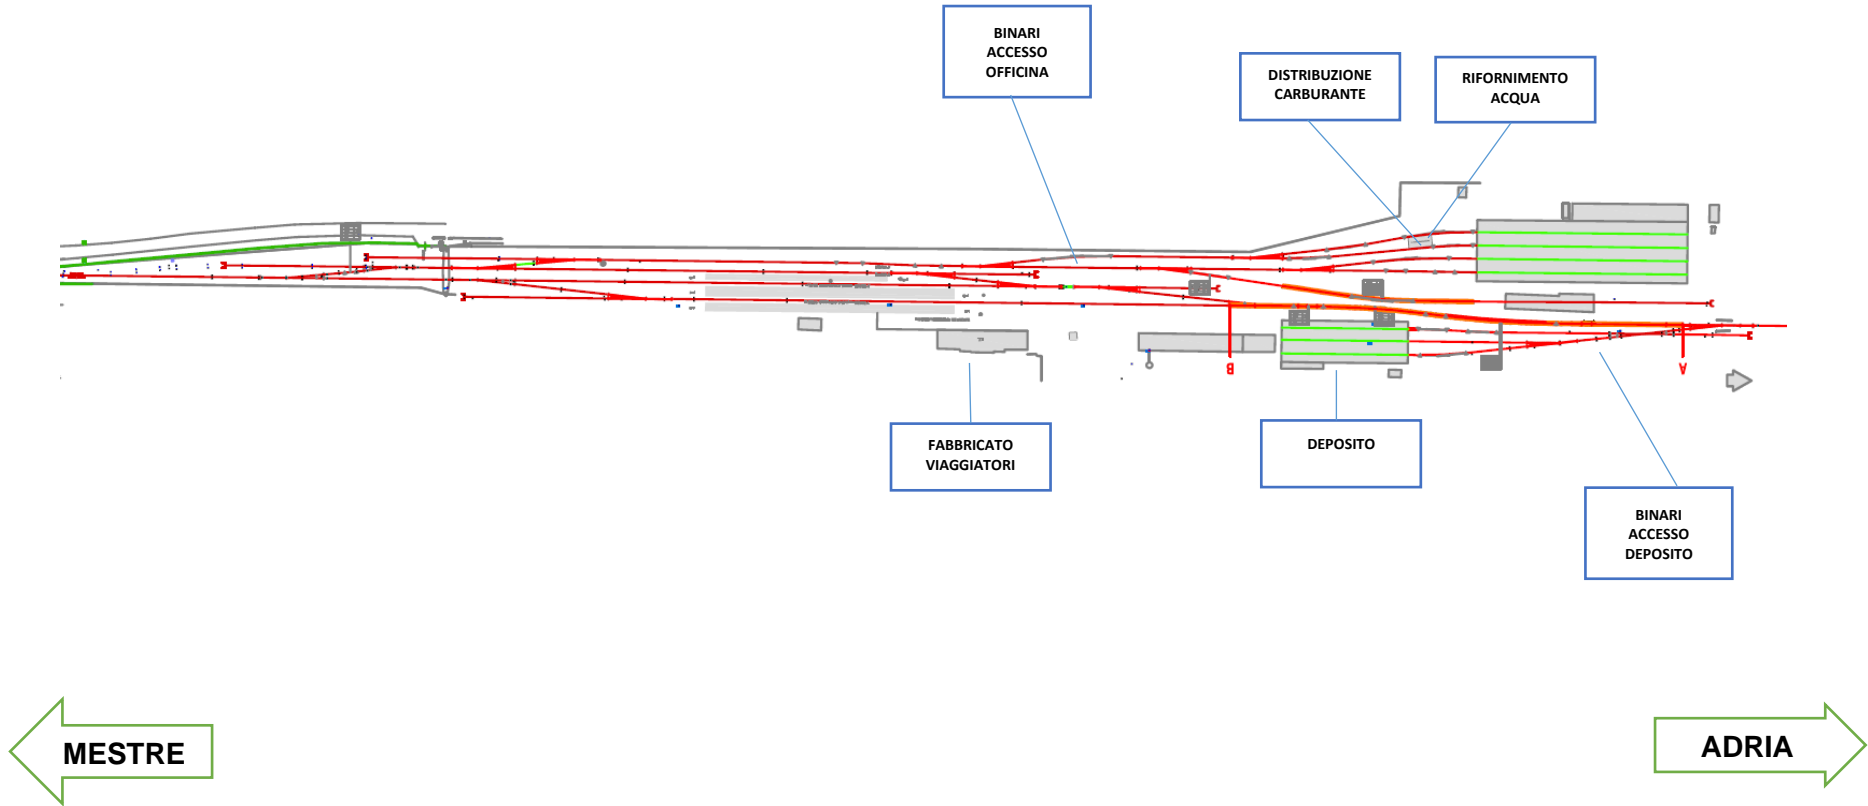 BINARI
ACCESSO
OFFICINA
DISTRIBUZIONE
CARBURANTE
RIFORNIMENTO
ACQUA
B
A
FABBRICATO
VIAGGIATORI
DEPOSITO
BINARI
ACCESSO
DEPOSITO
MESTRE
ADRIA